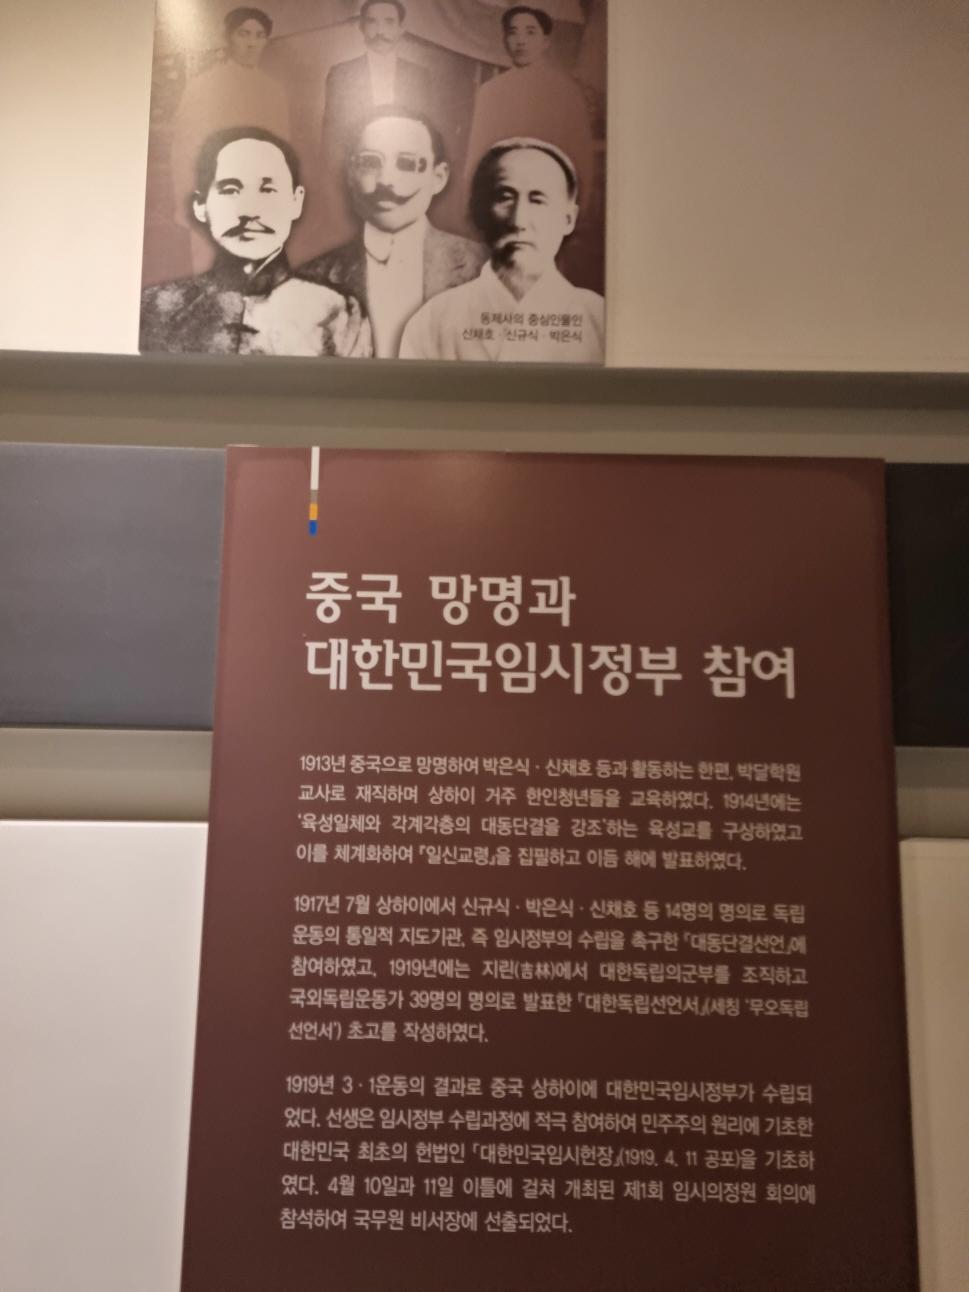 동제사의 중심인물인
신채호 · 신규식 · 박은식
중국 망명과
대한민국임시정부 참여
1913년 중국으로 망명하여 박은식 · 신채호 등과 활동하는 한편, 박달학원
교사로 재직하며 상하이 거주 한인청년들을 교육하였다. 1914년에는
'육성일체와 각계각층의 대동단결을 강조'하는 육성교를 구상하였고
이를 체계화하여 『일신교령』을 집필하고 이듬 해에 발표하였다.
1917년 7월 상하이에서 신규식 · 박은식 · 신채호 등 14명의 명의로 독립
운동의 통일적 지도기관, 즉 임시정부의 수립을 촉구한 「대동단결선언」에
참여하였고, 1919년에는 지린(吉林)에서 대한독립의군부를 조직하고
국외독립운동가 39명의 명의로 발표한 「대한독립선언서」(세칭 '무오독립
선언서') 초고를 작성하였다.
1919년 3 · 1운동의 결과로 중국 상하이에 대한민국임시정부가 수립되
었다. 선생은 임시정부 수립과정에 적극 참여하여 민주주의 원리에 기초한
대한민국 최초의 헌법인 「대한민국임시헌장」(1919. 4. 11 공포)을 기초하
였다. 4월 10일과 11일 이틀에 걸쳐 개최된 제1회 임시의정원 회의에
참석하여 국무원 비서장에 선출되었다.